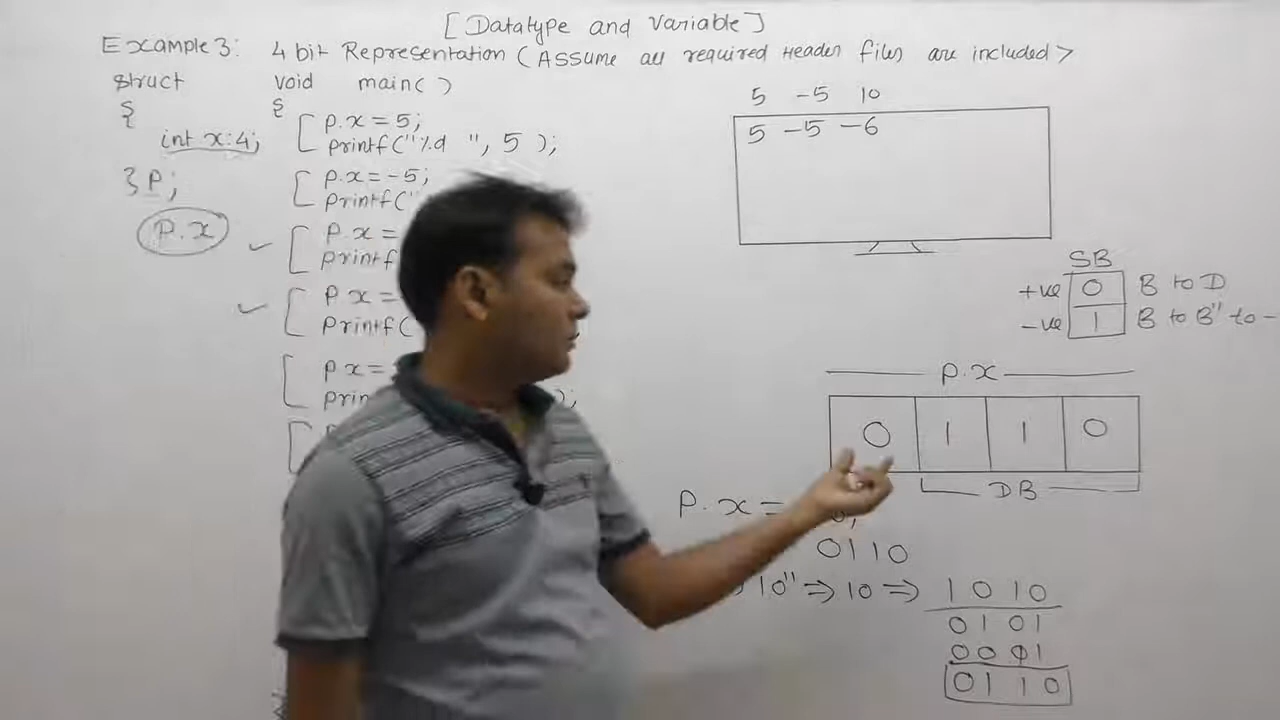 [Datatype and Variable]
Example 3: 4 bit Representation (Assume all required Header files are included >
struct
{
int x:4;
} P;
P.x
void main( )
{
p.x = 5;
printf("%d ", 5 );
p.x = -5;
printf("
p.x =
printf
p x =
printf(
p x =
prin
);
5 -5 10
5 -5 -6
SB
+ve 0 B to D
-ve 1 B to B" to -
P.x
0 1 1 0
DB
P.x =
0110
10" ⇒ 10 ⇒ 1010
0101
0001
0110